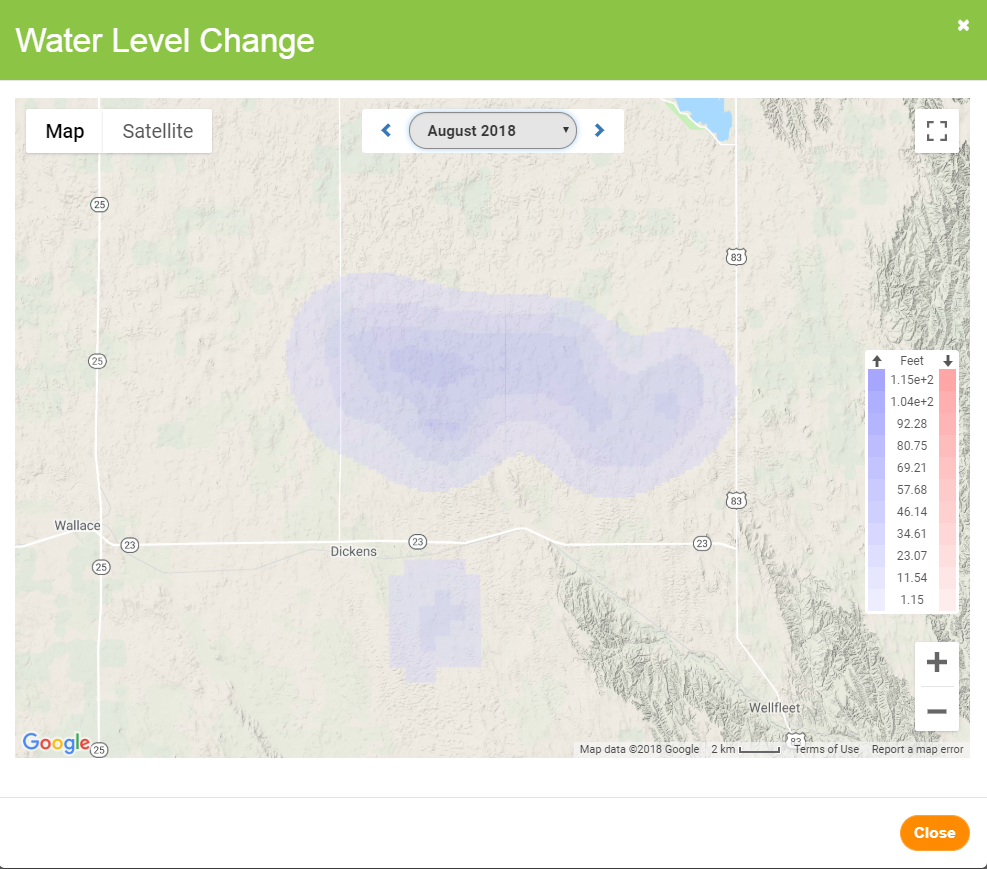 Water Level Change
Map Satellite
August 2018
25
83
25
Feet
1.15e+2
1.04e+2
92.28
80.75
69.21
57.68
46.14
34.61
23.07
11.54
1.15
83
Wallace
23
23
23
Dickens
25
Wellfleet
83
Google
25
Map data ©2018 Google 2 km Terms of Use Report a map error
Close